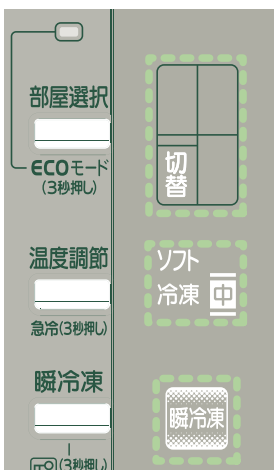 部屋選択
ECOモード
(3秒押し)
温度調節
急冷(3秒押し)
瞬冷凍
(3秒押し)
切替
ソフト
冷凍 中
瞬冷凍